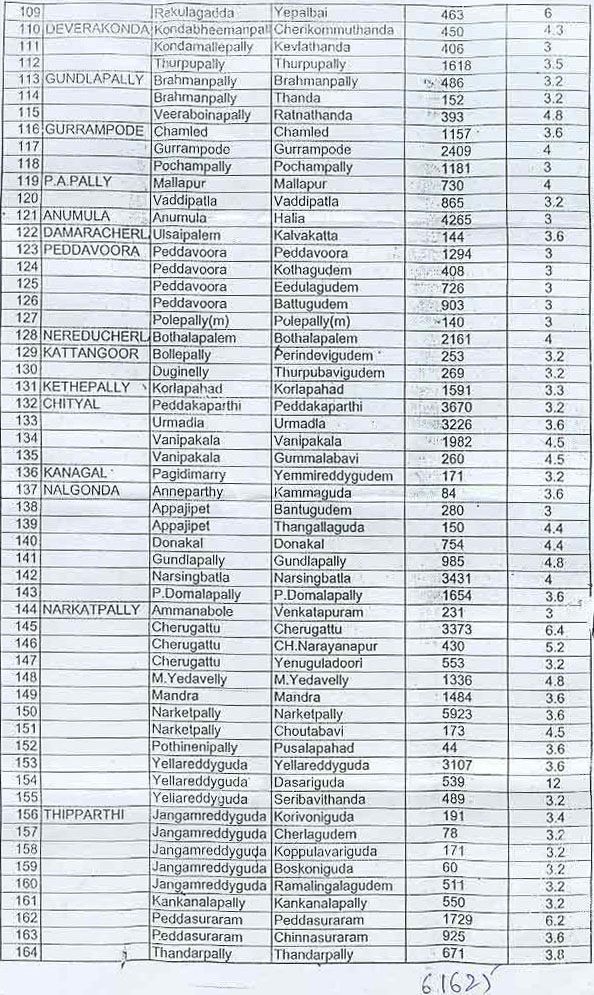 109 Rekulagadda Yepalbai 463 6
110 DEVERAKONDA Kondabheemanpall Cherikommuthanda 450 4.3
111 Kondamallepally Kevlathanda 406 3
112 Thurpupally Thurpupally 1618 3.5
113 GUNDLAPALLY Brahmanpally Brahmanpally 486 3.2
114 Brahmanpally Thanda 152 3.2
115 Veeraboinapally Ratnathanda 393 4.8
116 GURRAMPODE Chamled Chamled 1157 3.6
117 Gurrampode Gurrampode 2409 4
118 Pochampally Pochampally 1181 3
119 P.A.PALLY Mallapur Mallapur 730 4
120 Vaddipatla Vaddipatla 865 3.2
121 ANUMULA Anumula Halia 4265 3
122 DAMARACHERL Ulsaipalem Kalvakatta 144 3.6
123 PEDDAVOORA Peddavoora Peddavoora 1294 3
124 Peddavoora Kothagudem 408 3
125 Peddavoora Eedulagudem 726 3
126 Peddavoora Battugudem 903 3
127 Polepally(m) Polepally(m) 140 3
128 NEREDUCHERL Bothalapalem Bothalapalem 2161 4
129 KATTANGOOR Bollepally Perindevigudem 253 3.2
130 Duginelly Thurpubavigudem 269 3.2
131 KETHEPALLY Korlapahad Korlapahad 1591 3.3
132 CHITYAL Peddakaparthi Peddakaparthi 3670 3.2
133 Urmadla Urmadla 3226 3.6
134 Vanipakala Vanipakala 1982 4.5
135 Vanipakala Gummalabavi 260 4.5
136 KANAGAL Pagidimarry Yemmireddygudem 171 3.2
137 NALGONDA Anneparthy Kammaguda 84 3.6
138 Appajipet Bantugudem 280 3
139 Appajipet Thangallaguda 150 4.4
140 Donakal Donakal 754 4.4
141 Gundlapally Gundlapally 985 4.8
142 Narsingbatla Narsingbatla 3431 4
143 P.Domalapally P.Domalapally 1654 3.6
144 NARKATPALLY Ammanabole Venkatapuram 231 3
145 Cherugattu Cherugattu 3373 6.4
146 Cherugattu CH.Narayanapur 430 5.2
147 Cherugattu Yenuguladoori 553 3.2
148 M.Yedavelly M.Yedavelly 1336 4.8
149 Mandra Mandra 1484 3.6
150 Narketpally Narketpally 5923 3.6
151 Narketpally Choutabavi 173 4.5
152 Pothinenipally Pusalapahad 44 3.6
153 Yellareddyguda Yellareddyguda 3107 3.6
154 Yellareddyguda Dasariguda 539 12
155 Yellareddyguda Seribavithanda 489 3.2
156 THIPPARTHI Jangamreddyguda Korivoniguda 191 3.4
157 Jangamreddyguda Cherlagudem 78 3.2
158 Jangamreddyguda Koppulavariguda 171 3.2
159 Jangamreddyguda Boskoniguda 60 3.2
160 Jangamreddyguda Ramalingalagudem 511 3.2
161 Kankanalapally Kankanalapally 550 3.2
162 Peddasuraram Peddasuraram 1729 6.2
163 Peddasuraram Chinnasuraram 925 3.6
164 Thandarpally Thandarpally 671 3.8
6162)